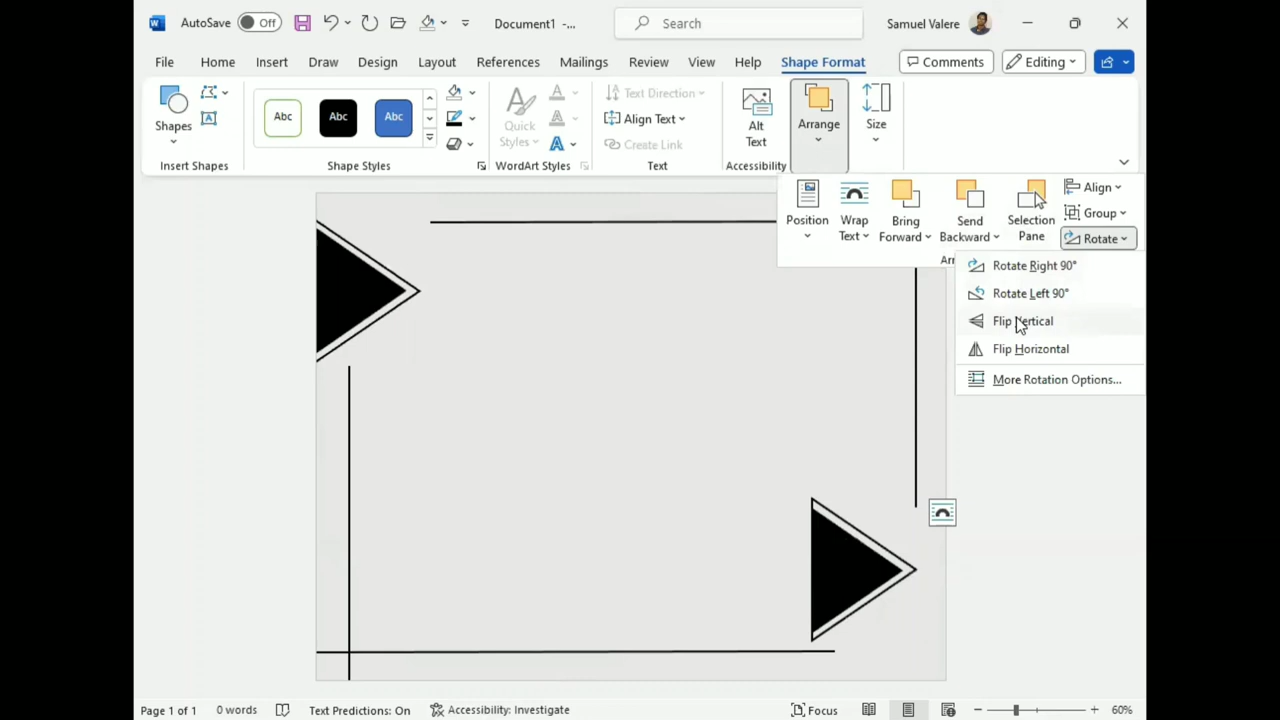 AutoSave Off Document1 -... Search Samuel Valere
File Home Insert Draw Design Layout References Mailings Review View Help Shape Format Comments Editing
Shapes
Insert Shapes
Abc Abc Abc
Shape Styles
Quick
Styles
WordArt Styles
Text Direction
Align Text
Create Link
Text
Alt
Text
Accessibility
Arrange
Size
Position
Wrap
Text
Bring
Forward
Send
Backward
Selection
Pane
Align
Group
Rotate
Arr
Rotate Right 90°
Rotate Left 90°
Flip Vertical
Flip Horizontal
More Rotation Options...
Page 1 of 1 0 words Text Predictions: On Accessibility: Investigate Focus 60%